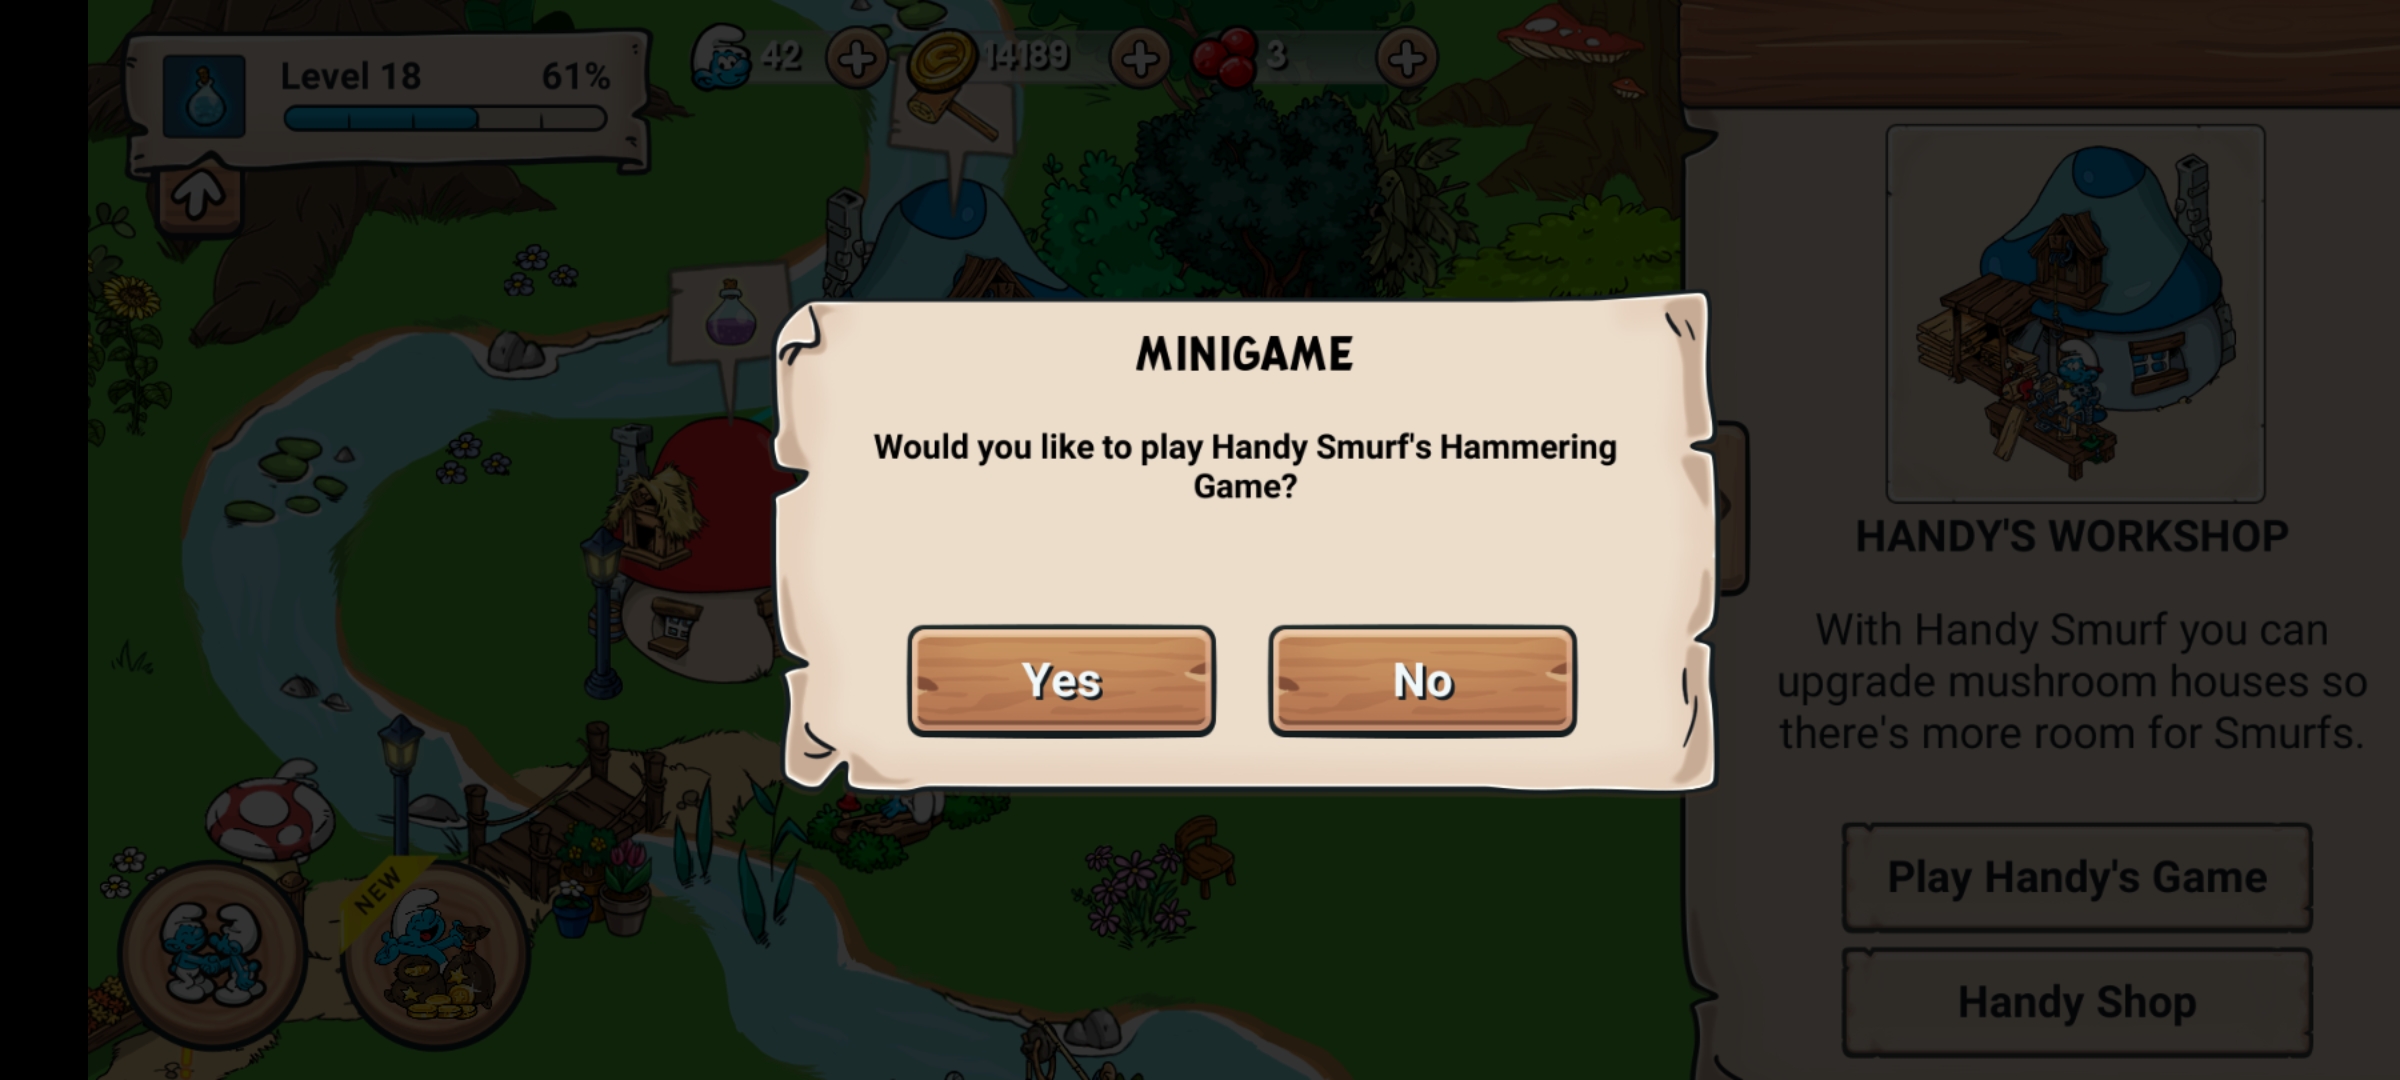 Level 18
61%
42
14189
3
MINIGAME
Would you like to play Handy Smurf's Hammering
Game?
Yes
No
HANDY'S WORKSHOP
With Handy Smurf you can
upgrade mushroom houses so
there's more room for Smurfs.
Play Handy's Game
Handy Shop
NEW